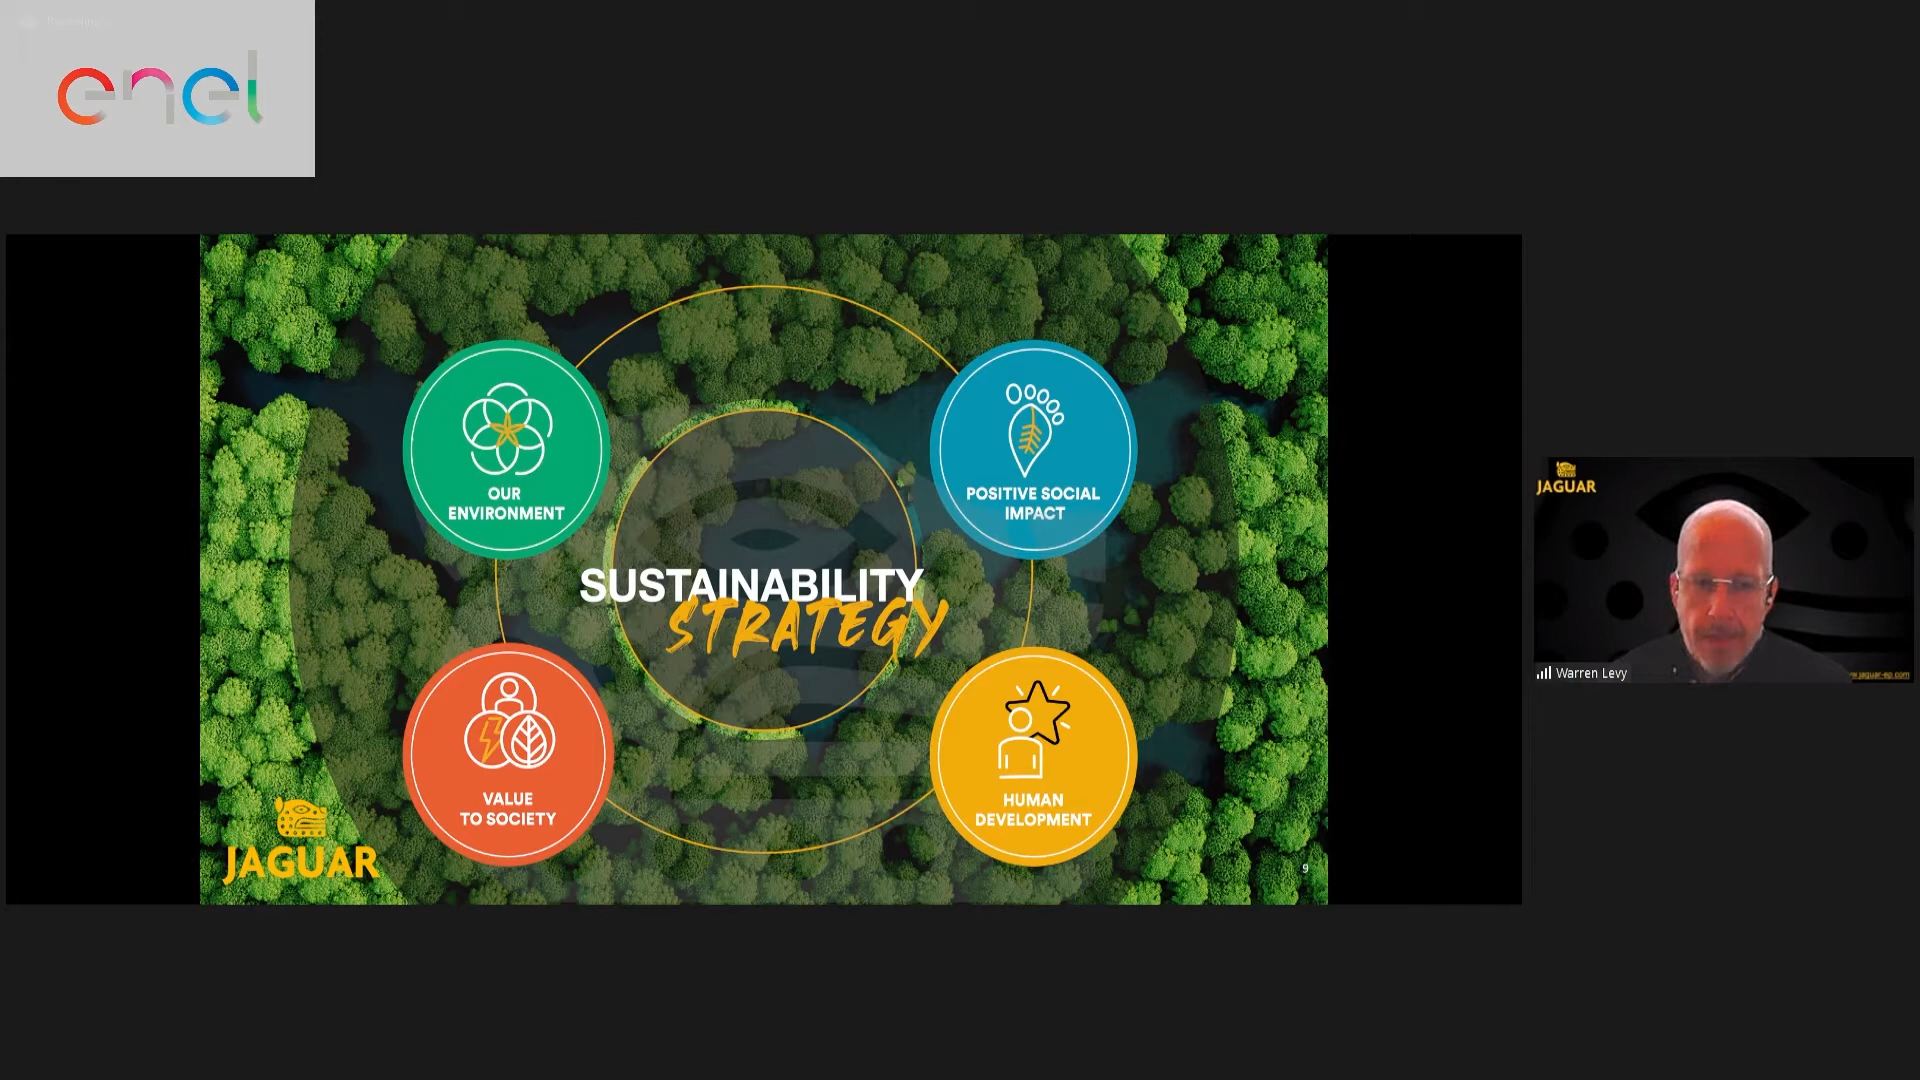 enel
OUR
ENVIRONMENT
POSITIVE SOCIAL
IMPACT
SUSTAINABILITY
STRATEGY
VALUE
TO SOCIETY
HUMAN
DEVELOPMENT
JAGUAR
9
JAGUAR
Warren Levy